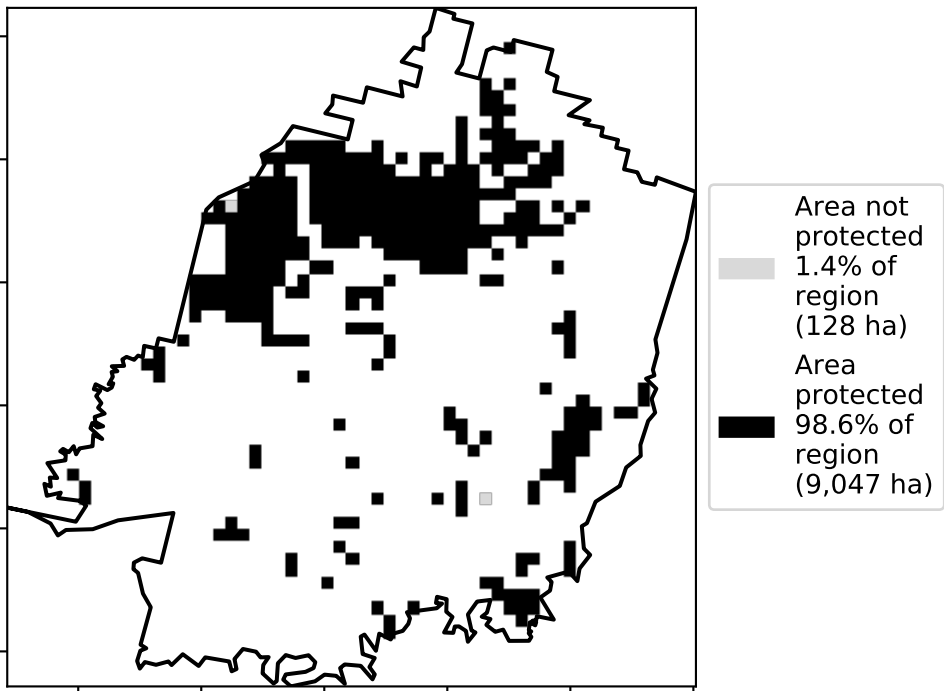 Area not
protected
1.4% of
region
(128 ha)
Area
protected
98.6% of
region
(9,047 ha)